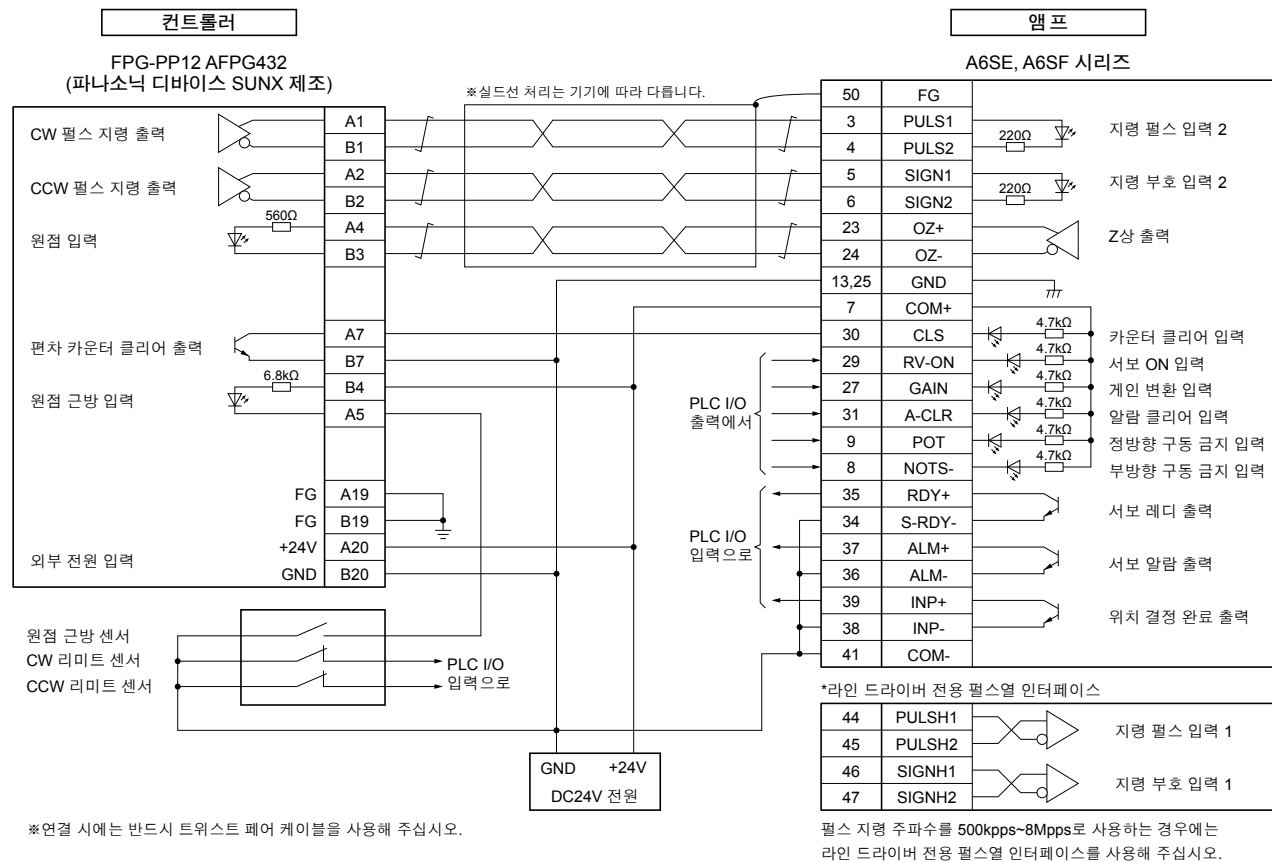 컨트롤러
FPG-PP12 AFPG432
(파나소닉 디바이스 SUNX 제조)
CW 펄스 지령 출력
A1
B1
CCW 펄스 지령 출력
A2
B2
560Ω
원점 입력
A4
B3
편차 카운터 클리어 출력
A7
B7
6.8kΩ
원점 근방 입력
B4
A5
FG A19
FG B19
+24V A20
외부 전원 입력
GND B20
원점 근방 센서
CW 리미트 센서
CCW 리미트 센서
PLC I/O
입력으로
※실드선 처리는 기기에 따라 다릅니다.
PLC I/O
출력에서
PLC I/O
입력으로
GND +24V
DC24V 전원
※연결 시에는 반드시 트위스트 페어 케이블을 사용해 주십시오.
앰프
A6SE, A6SF 시리즈
50 FG
3 PULS1
4 PULS2
220Ω
지령 펄스 입력 2
5 SIGN1
6 SIGN2
220Ω
지령 부호 입력 2
23 OZ+
24 OZ-
Z상 출력
13,25 GND
7 COM+
30 CLS 4.7kΩ 카운터 클리어 입력
29 RV-ON 4.7kΩ 서보 ON 입력
27 GAIN 4.7kΩ 게인 변환 입력
31 A-CLR 4.7kΩ 알람 클리어 입력
9 POT 4.7kΩ 정방향 구동 금지 입력
8 NOTS- 4.7kΩ 부방향 구동 금지 입력
35 RDY+
34 S-RDY-
서보 레디 출력
37 ALM+
36 ALM-
서보 알람 출력
39 INP+
38 INP-
위치 결정 완료 출력
41 COM-
*라인 드라이버 전용 펄스열 인터페이스
44 PULSH1
45 PULSH2
지령 펄스 입력 1
46 SIGNH1
47 SIGNH2
지령 부호 입력 1
펄스 지령 주파수를 500kpps~8Mpps로 사용하는 경우에는
라인 드라이버 전용 펄스열 인터페이스를 사용해 주십시오.